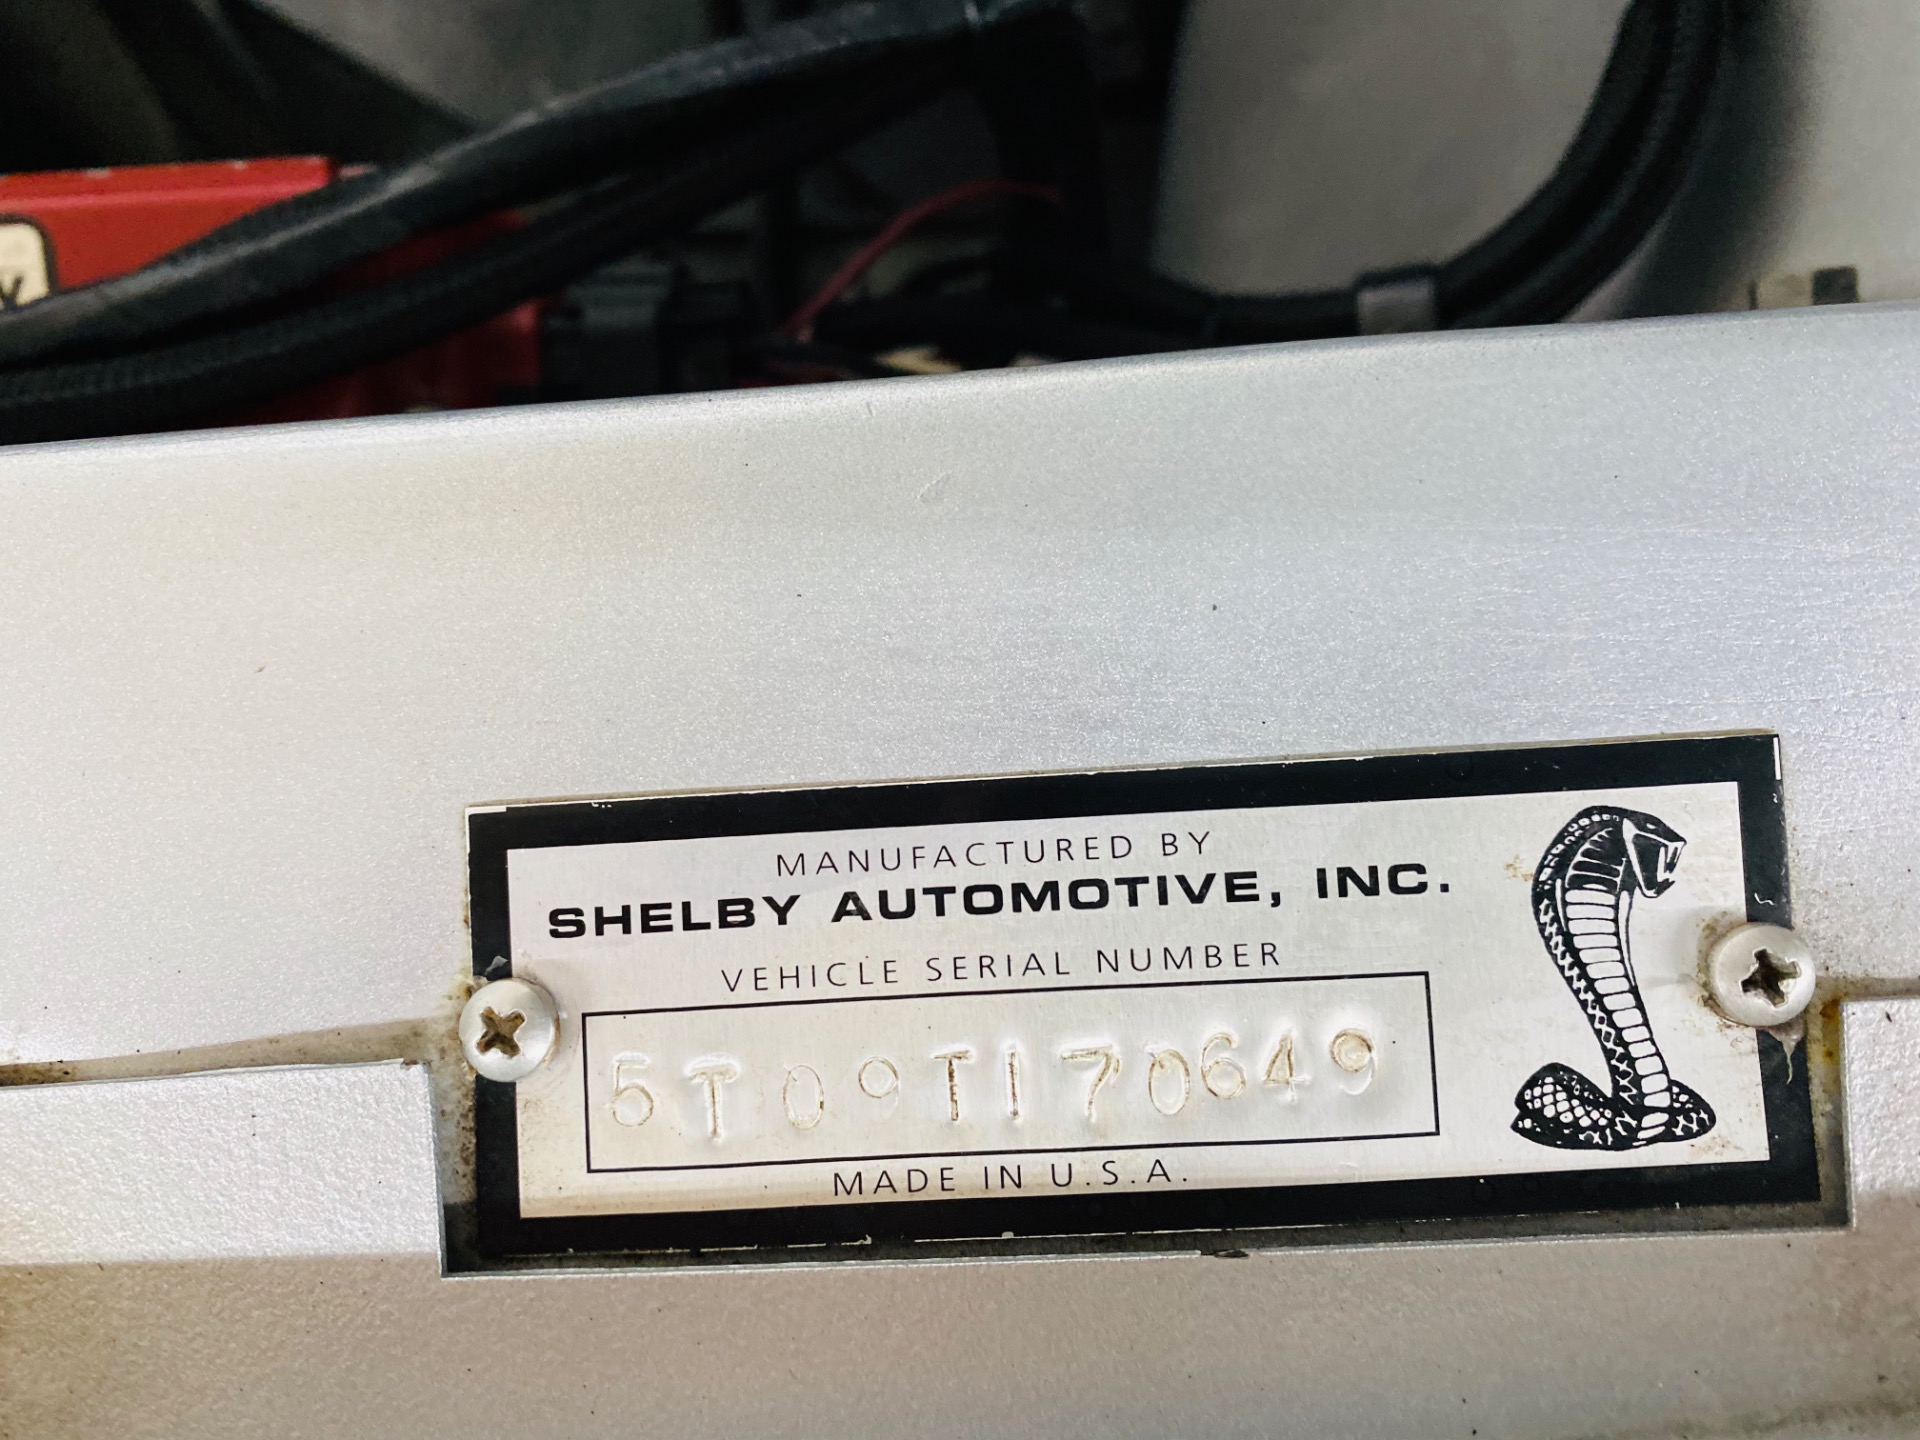 MANUFACTURED BY
SHELBY AUTOMOTIVE, INC.
VEHICLE SERIAL NUMBER
5T09T170649
MADE IN U.S.A.